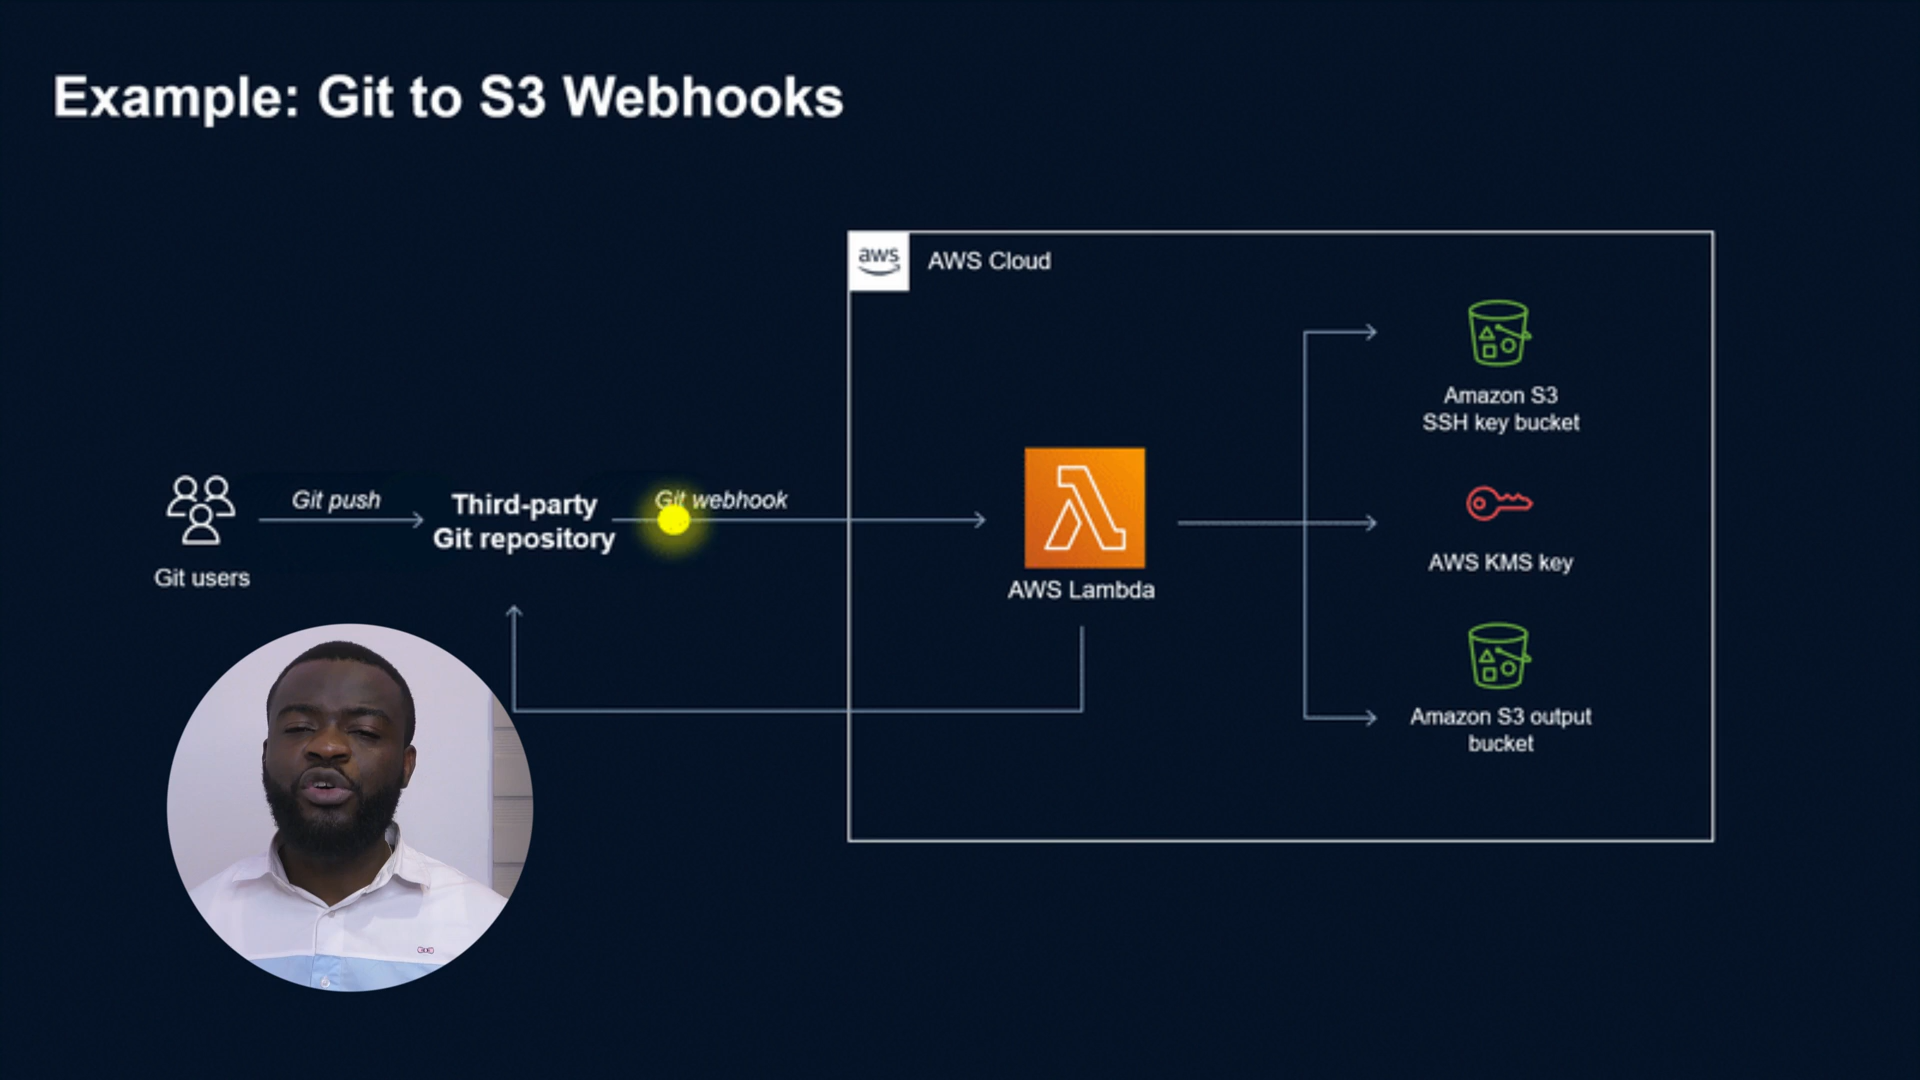 Example: Git to S3 Webhooks
aws
AWS Cloud
Amazon S3
SSH key bucket
Git push
Third-party
Git repository
Git webhook
AWS KMS key
Git users
AWS Lambda
Amazon S3 output
bucket